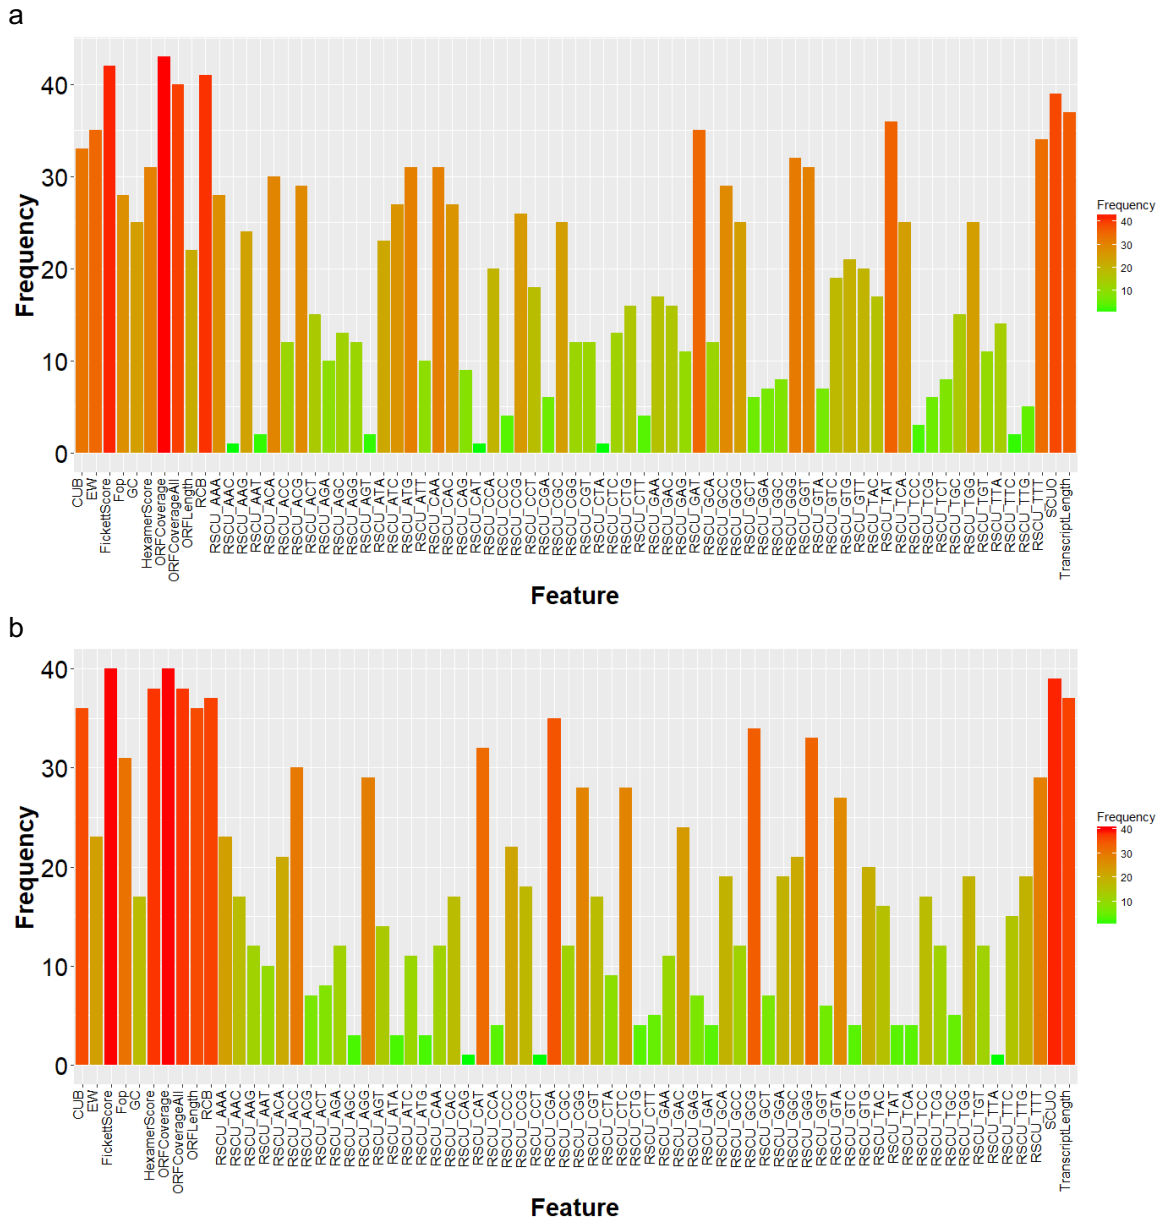 a
Frequency
40
30
20
10
0
CUB
EW
FickettScore
Fop
GC
HexamerScore
ORFCoverage
ORFCoverageAll
ORFLength
RCB
RSCU_AAA
RSCU_AAC
RSCU_AAG
RSCU_AAT
RSCU_ACA
RSCU_ACC
RSCU_ACG
RSCU_ACT
RSCU_AGA
RSCU_AGC
RSCU_AGG
RSCU_AGT
RSCU_ATA
RSCU_ATC
RSCU_ATG
RSCU_ATT
RSCU_CAA
RSCU_CAC
RSCU_CAG
RSCU_CAT
RSCU_CCA
RSCU_CCC
RSCU_CCG
RSCU_CCT
RSCU_CGA
RSCU_CGC
RSCU_CGG
RSCU_CGT
RSCU_CTA
RSCU_CTC
RSCU_CTG
RSCU_CTT
RSCU_GAA
RSCU_GAC
RSCU_GAG
RSCU_GAT
RSCU_GCA
RSCU_GCC
RSCU_GCG
RSCU_GCT
RSCU_GGA
RSCU_GGC
RSCU_GGG
RSCU_GGT
RSCU_GTA
RSCU_GTC
RSCU_GTG
RSCU_GTT
RSCU_TAC
RSCU_TAT
RSCU_TCA
RSCU_TCC
RSCU_TCG
RSCU_TCT
RSCU_TGC
RSCU_TGG
RSCU_TGT
RSCU_TTA
RSCU_TTC
RSCU_TTG
RSCU_TTT
SCUO
TranscriptLength
Feature
Frequency
40
30
20
10
b
Frequency
40
30
20
10
0
CUB
EW
FickettScore
Fop
GC
HexamerScore
ORFCoverage
ORFCoverageAll
ORFLength
RCB
RSCU_AAA
RSCU_AAC
RSCU_AAG
RSCU_AAT
RSCU_ACA
RSCU_ACC
RSCU_ACG
RSCU_ACT
RSCU_AGA
RSCU_AGC
RSCU_AGG
RSCU_AGT
RSCU_ATA
RSCU_ATC
RSCU_ATG
RSCU_CAA
RSCU_CAC
RSCU_CAG
RSCU_CAT
RSCU_CCA
RSCU_CCC
RSCU_CCG
RSCU_CCT
RSCU_CGA
RSCU_CGC
RSCU_CGG
RSCU_CGT
RSCU_CTA
RSCU_CTC
RSCU_CTG
RSCU_CTT
RSCU_GAA
RSCU_GAC
RSCU_GAG
RSCU_GAT
RSCU_GCA
RSCU_GCC
RSCU_GCG
RSCU_GCT
RSCU_GGA
RSCU_GGC
RSCU_GGG
RSCU_GGT
RSCU_GTA
RSCU_GTC
RSCU_GTG
RSCU_TAC
RSCU_TAT
RSCU_TCA
RSCU_TCC
RSCU_TCG
RSCU_TGC
RSCU_TGG
RSCU_TGT
RSCU_TTA
RSCU_TTC
RSCU_TTG
RSCU_TTT
SCUO
TranscriptLength
Feature
Frequency
40
30
20
10